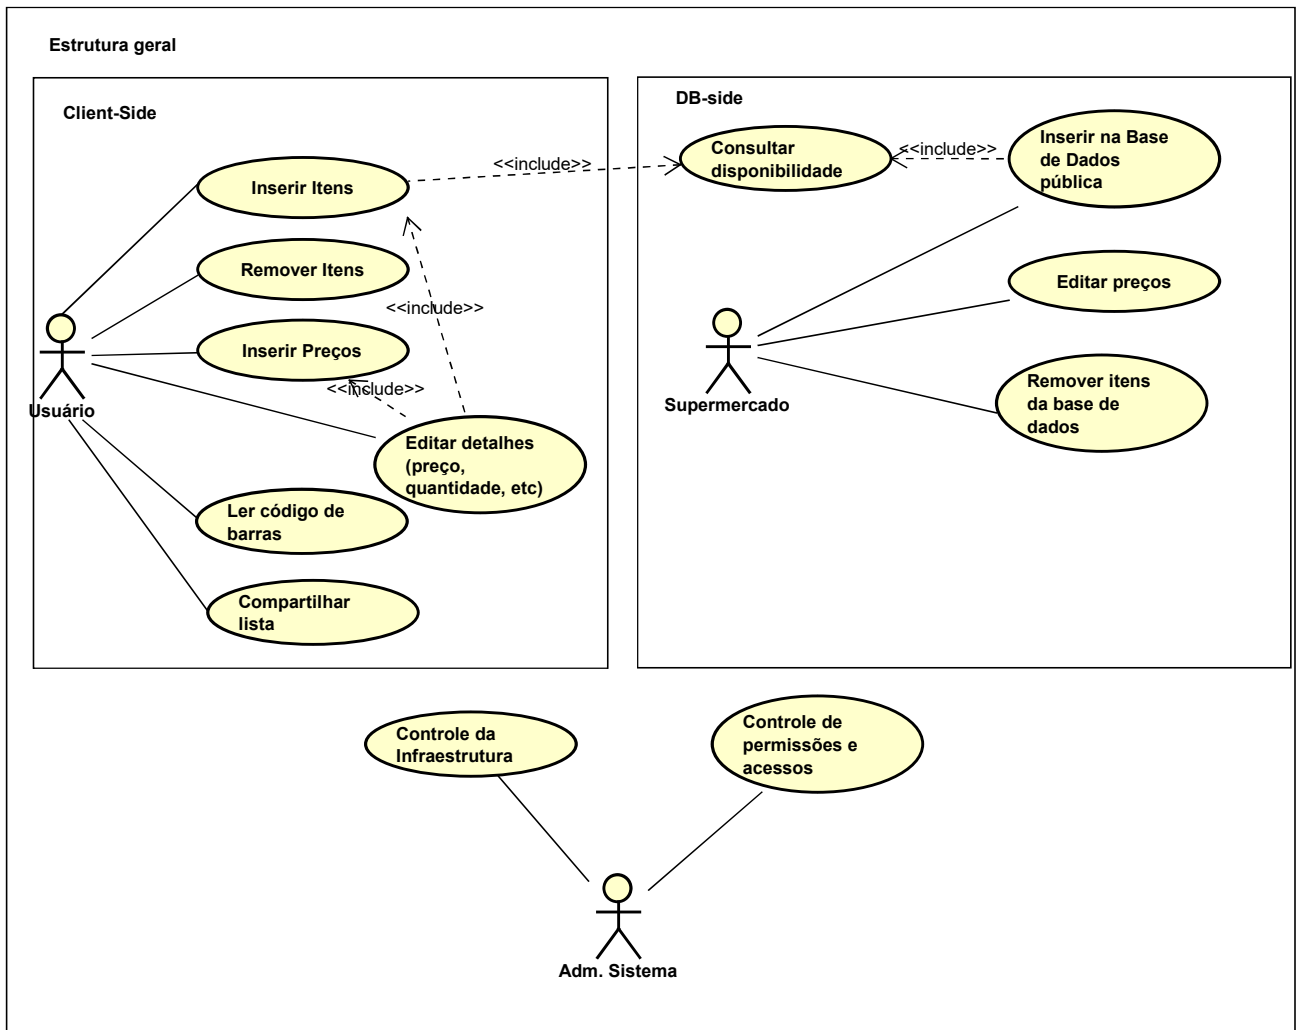 Estrutura geral
Client-Side
DB-side
Inserir Itens
<<include>>
Consultar
disponibilidade
<<include>>
Inserir na Base
de Dados
pública
Remover Itens
<<include>>
Editar preços
Inserir Preços
<<include>>
Usuário
Supermercado
Remover itens
da base de
dados
Editar detalhes
(preço,
quantidade, etc)
Ler código de
barras
Compartilhar
lista
Controle da
Infraestrutura
Controle de
permissões e
acessos
Adm. Sistema